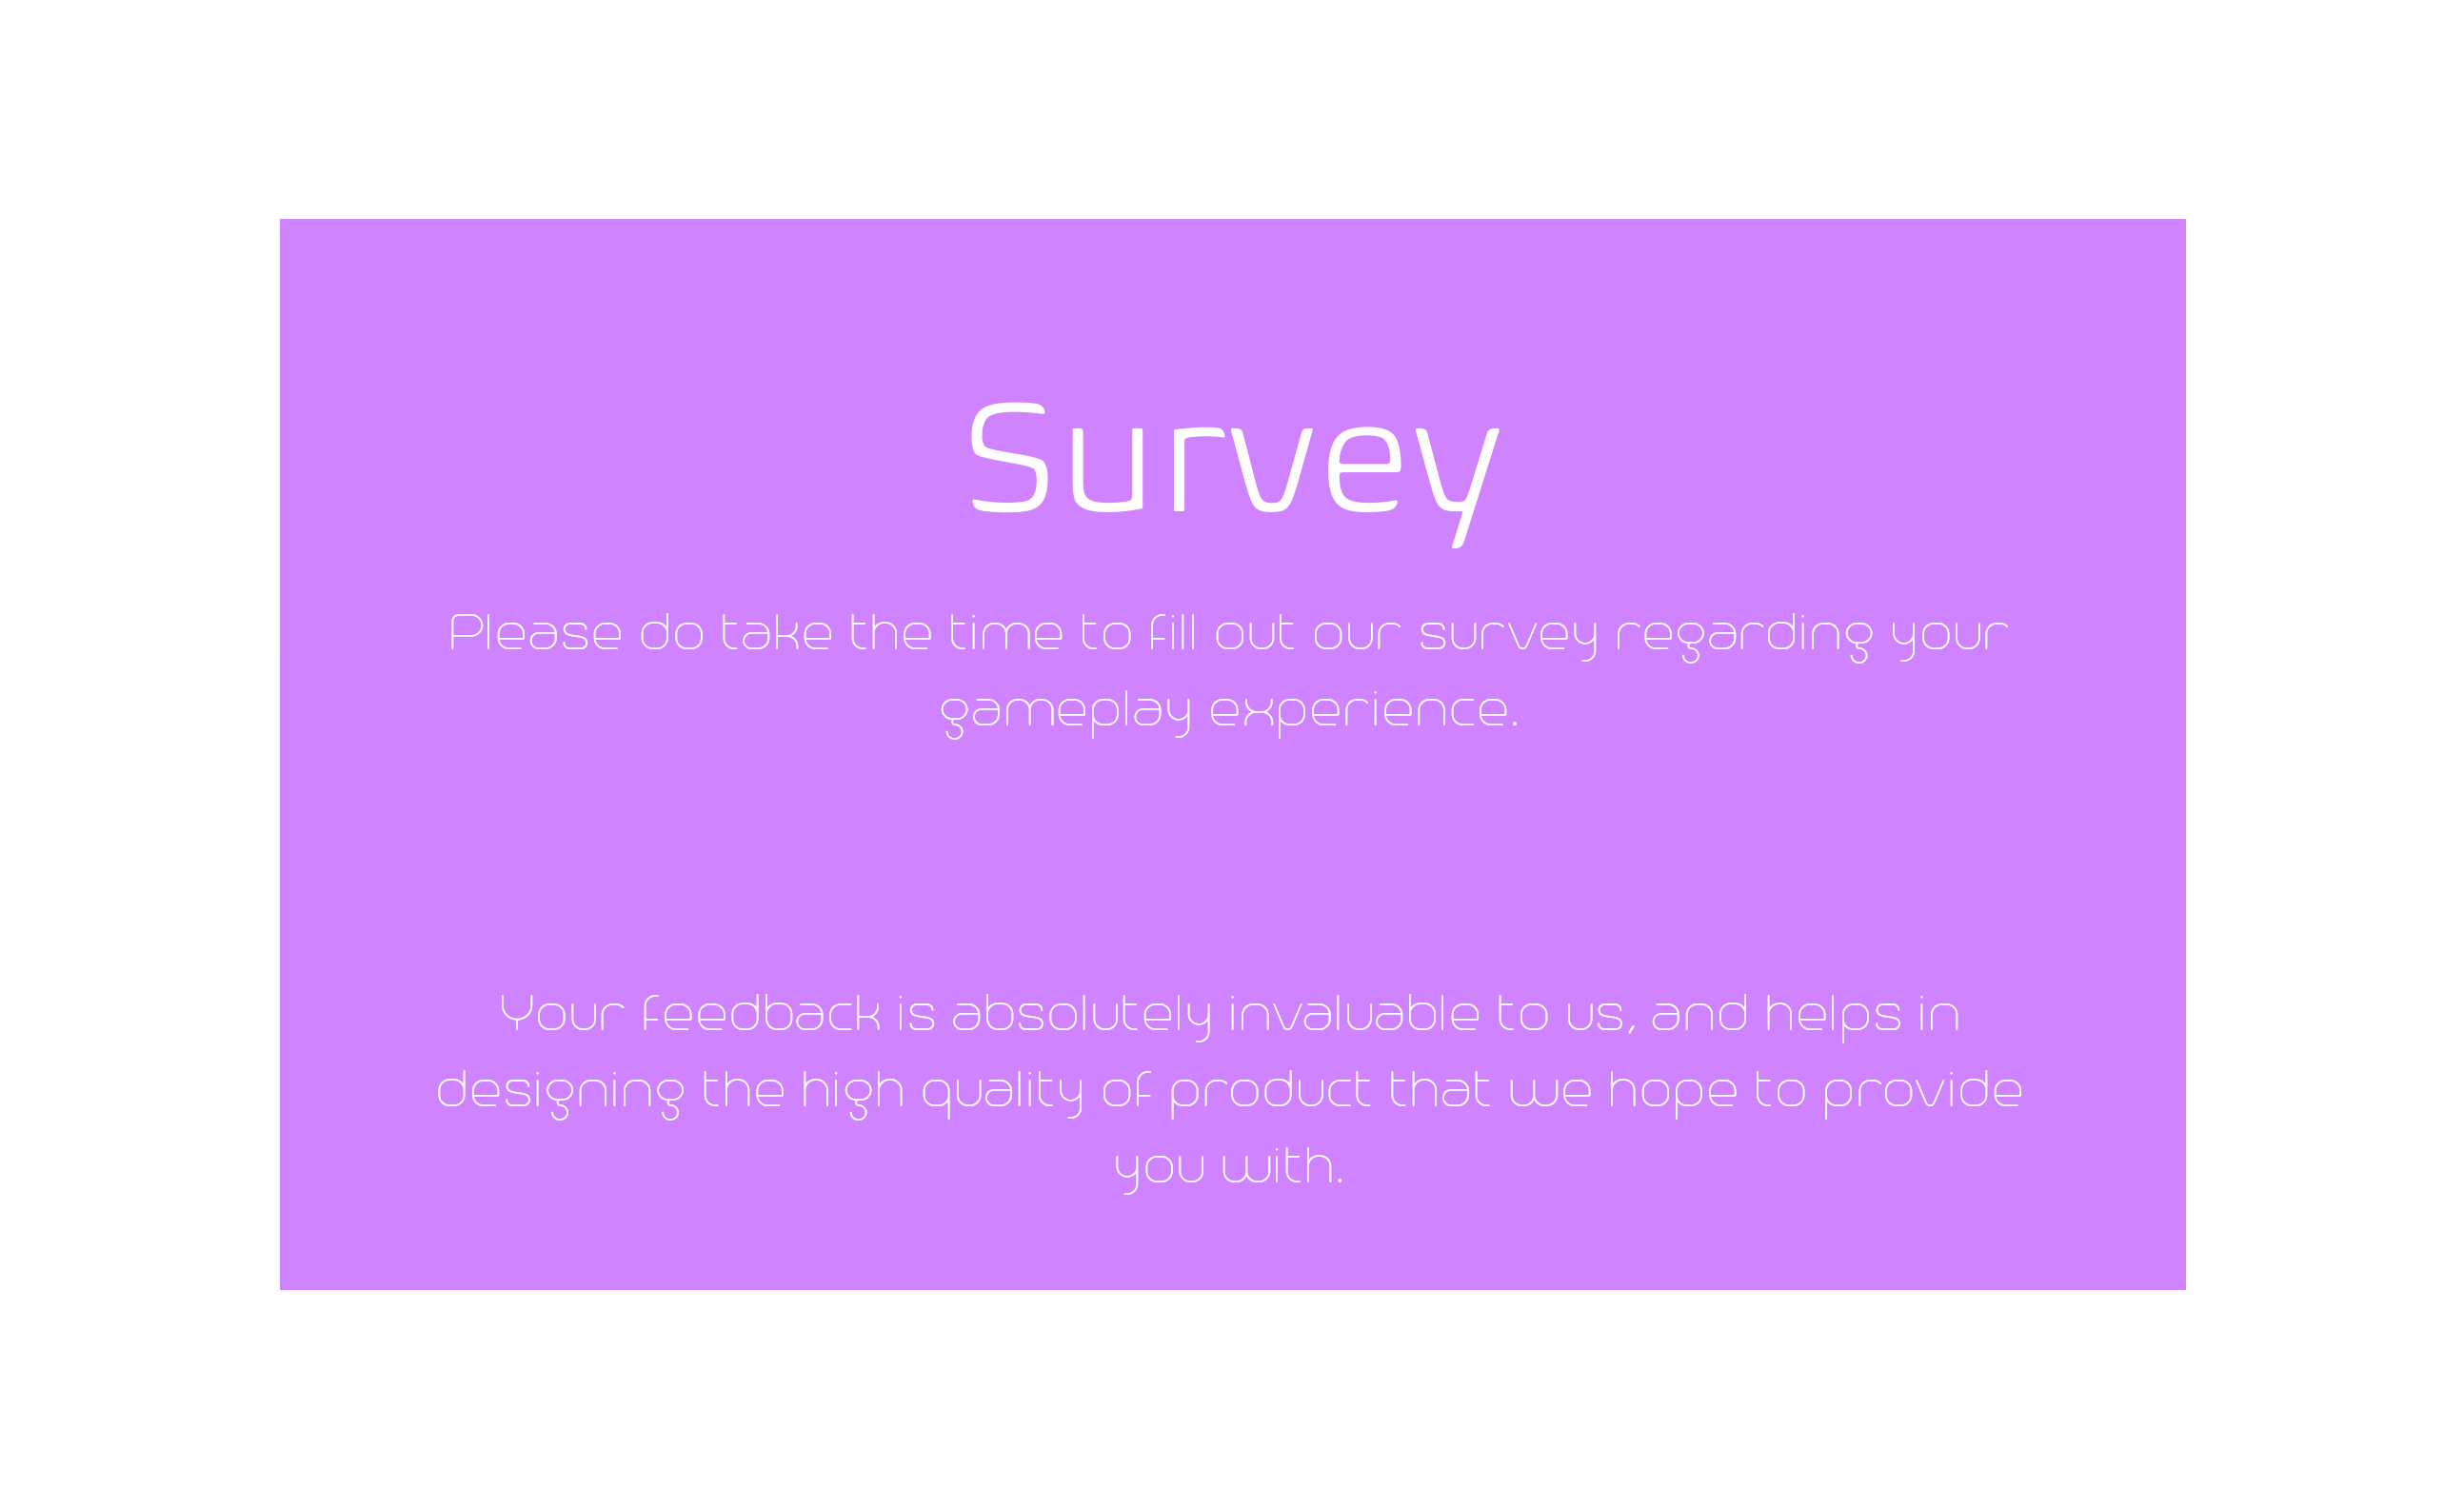 Survey
Please do take the time to fill out our survey regarding your
gameplay experience.
Your feedback is absolutely invaluable to us, and helps in
designing the high quality of product that we hope to provide
you with.